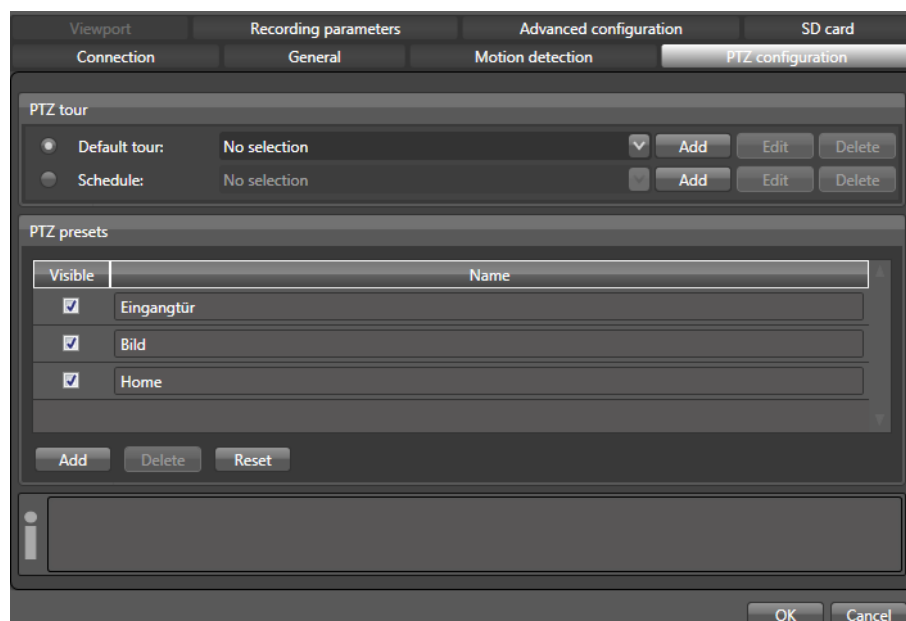 Viewport Recording parameters Advanced configuration SD card
Connection General Motion detection PTZ configuration
PTZ tour
Default tour: No selection Add Edit Delete
Schedule: No selection Add Edit Delete
PTZ presets
Visible Name
Eingangtür
Bild
Home
Add Delete Reset
OK Cancel